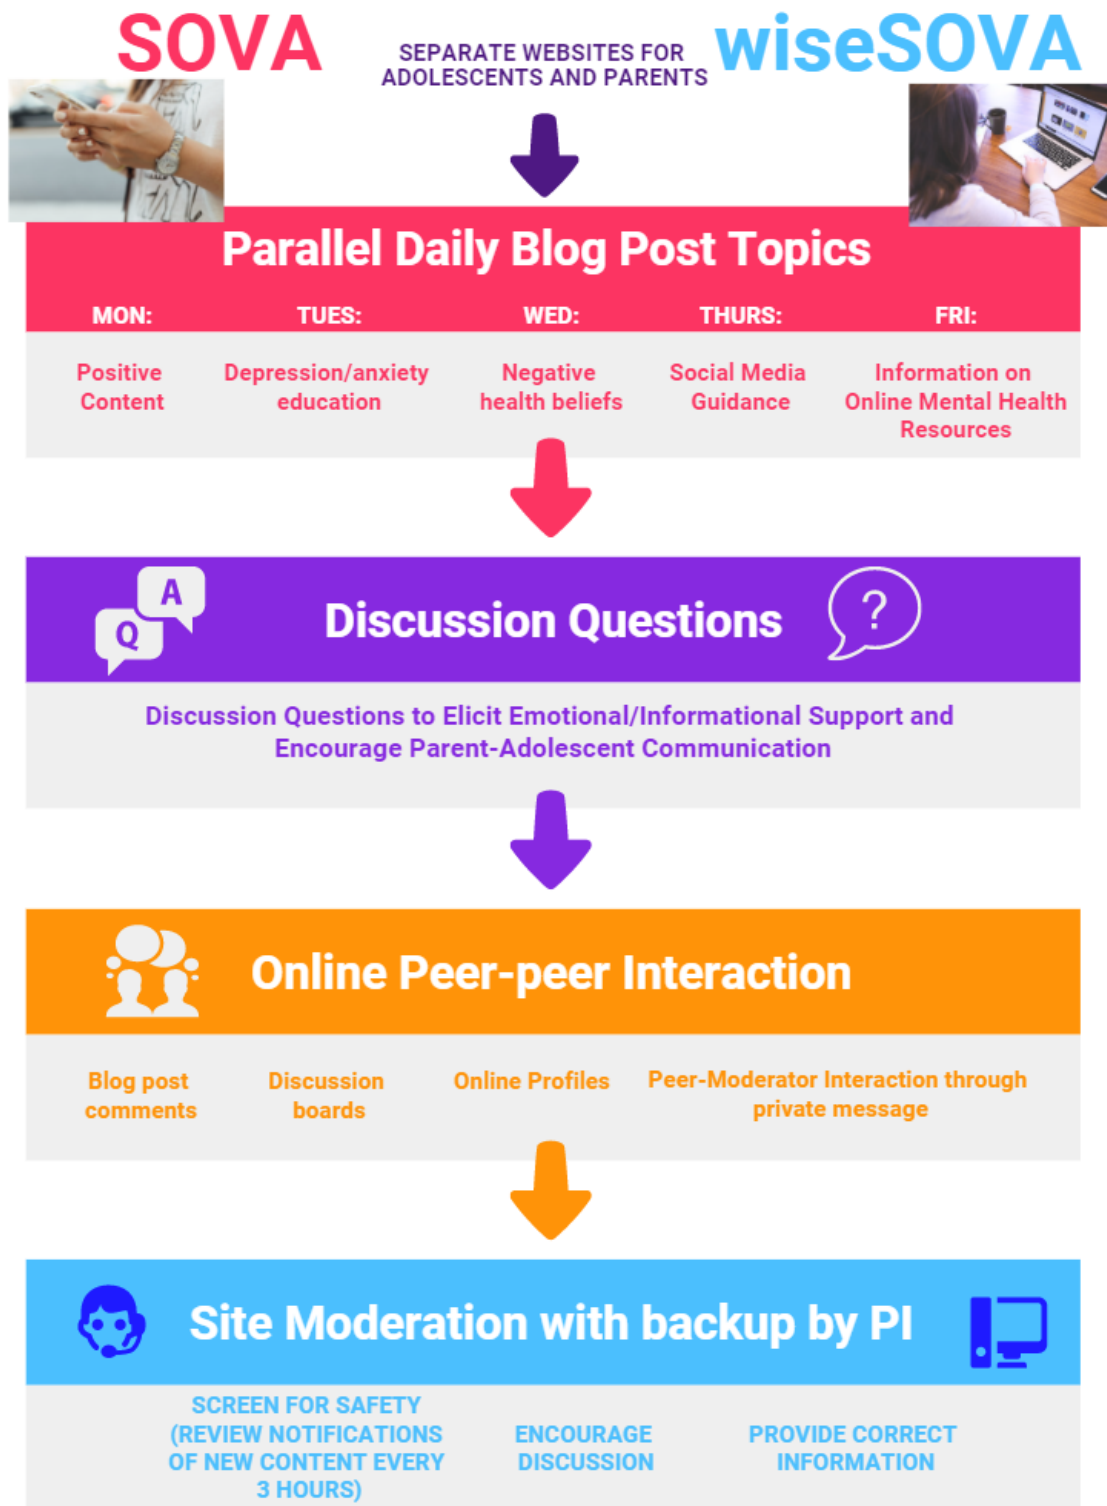 SOVA
SEPARATE WEBSITES FOR
ADOLESCENTS AND PARENTS
wiseSOVA
Parallel Daily Blog Post Topics
MON:
TUES:
WED:
THURS:
FRI:
Positive
Content
Depression/anxiety
education
Negative
health beliefs
Social Media
Guidance
Information on
Online Mental Health
Resources
Q
A
Discussion Questions
?
Discussion Questions to Elicit Emotional/Informational Support and
Encourage Parent-Adolescent Communication
Online Peer-peer Interaction
Blog post
comments
Discussion
boards
Online Profiles
Peer-Moderator Interaction through
private message
Site Moderation with backup by PI
SCREEN FOR SAFETY
(REVIEW NOTIFICATIONS
OF NEW CONTENT EVERY
3 HOURS)
ENCOURAGE
DISCUSSION
PROVIDE CORRECT
INFORMATION